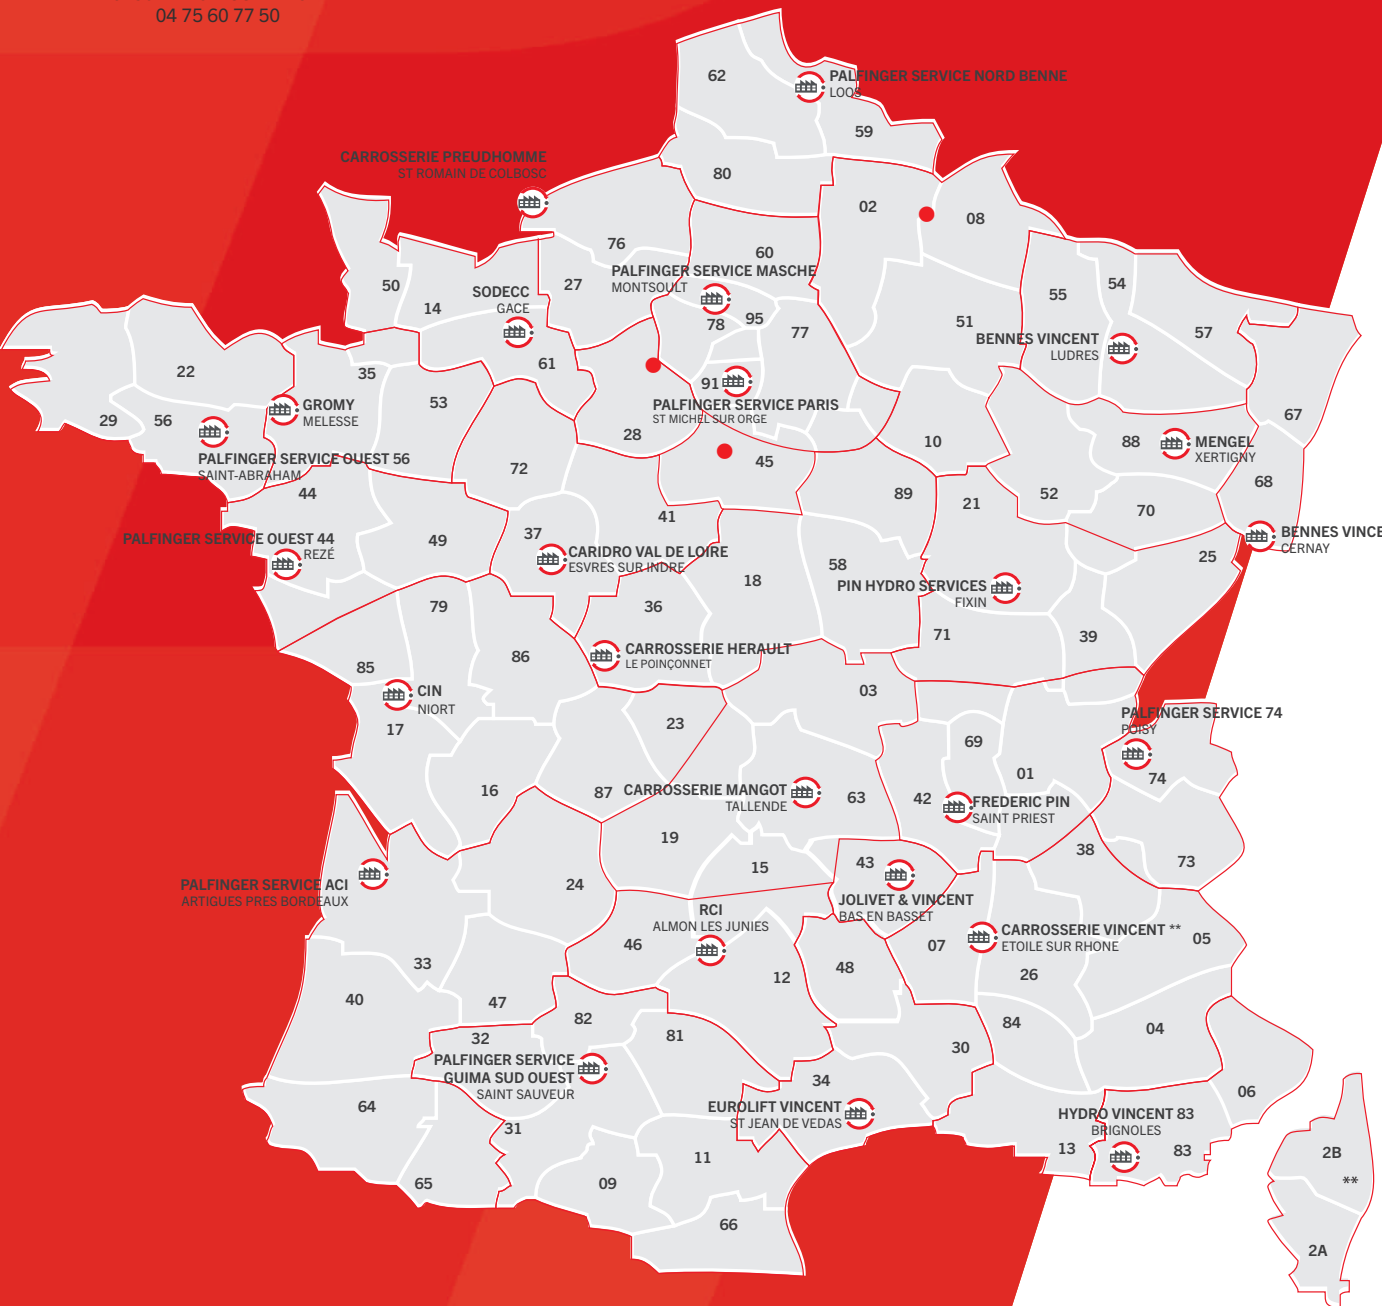 04 75 60 77 50
62
PALFINGER SERVICE NORD BENNE
LOOS
59
CARROSSERIE PREUDHOMME
ST ROMAIN DE COLBOSC
80
02
08
76
60
PALFINGER SERVICE MASCHE
MONTSOULT
50
14
SODECC
GACE
27
78
95
77
51
55
54
57
BENNES VINCENT
LUDRES
61
22
35
53
91
PALFINGER SERVICE PARIS
ST MICHEL SUR ORGE
29
56
GROMY
MELESSE
28
10
88
MENGEL
XERTIGNY
67
PALFINGER SERVICE OUEST 56
SAINT-ABRAHAM
44
72
45
89
21
52
70
68
PALFINGER SERVICE OUEST 44
REZÉ
49
37
41
CARIDRO VAL DE LOIRE
ESVRES SUR INDRE
18
58
PIN HYDRO SERVICES
FIXIN
25
BENNES VINCE
CERNAY
79
36
71
39
85
86
CARROSSERIE HERAULT
LE POINÇONNET
CIN
NIORT
03
17
23
69
01
PALFINGER SERVICE 74
POISY
74
16
87
CARROSSERIE MANGOT
TALLENDE
63
42
FREDERIC PIN
SAINT PRIEST
19
15
43
38
73
PALFINGER SERVICE ACI
ARTIGUES PRES BORDEAUX
24
JOLIVET & VINCENT
BAS EN BASSET
RCI
ALMON LES JUNIES
46
12
48
07
CARROSSERIE VINCENT **
ETOILE SUR RHONE
05
26
33
40
47
82
81
84
04
32
30
PALFINGER SERVICE
GUIMA SUD OUEST
SAINT SAUVEUR
34
06
64
EUROLIFT VINCENT
ST JEAN DE VEDAS
HYDRO VINCENT 83
BRIGNOLES
31
13
83
2B
**
65
09
11
66
2A